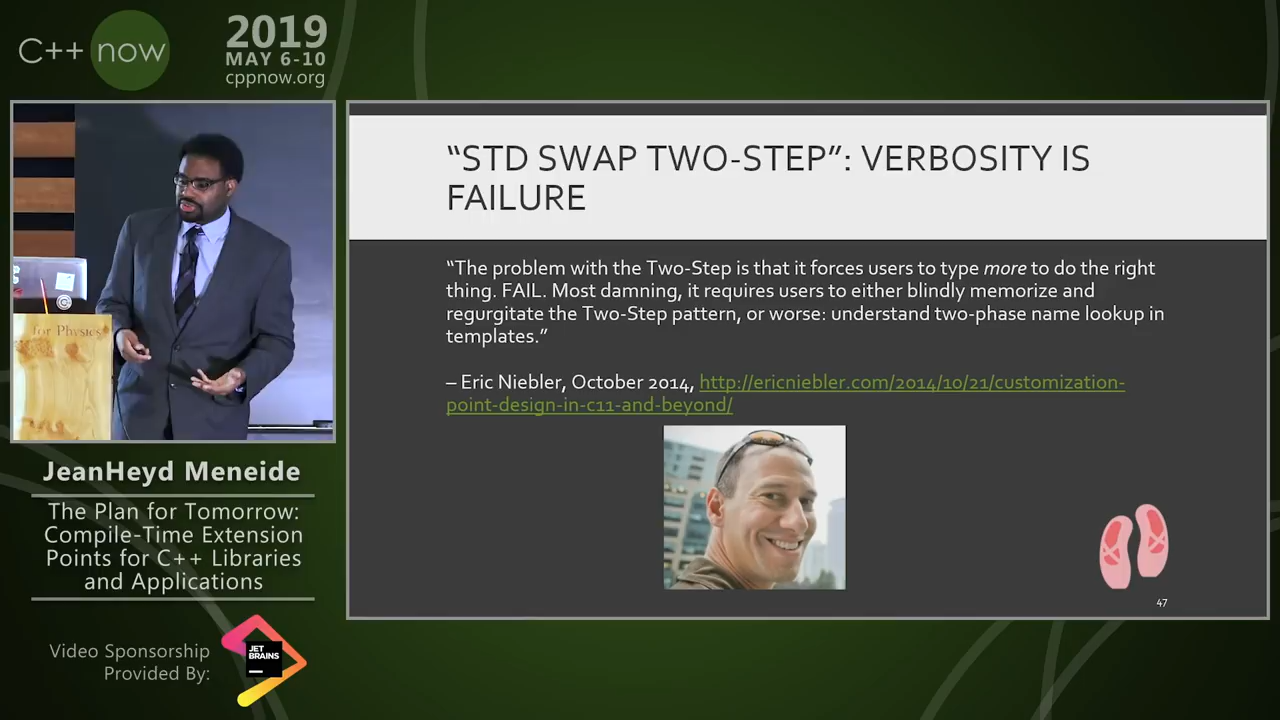 C++ now
2019
MAY 6-10
cppnow.org
for Physics
JeanHeyd Meneide
The Plan for Tomorrow:
Compile-Time Extension
Points for C++ Libraries
and Applications
Video Sponsorship
Provided By:
JET
BRAINS
“STD SWAP TWO-STEP”: VERBOSITY IS
FAILURE
“The problem with the Two-Step is that it forces users to type more to do the right
thing. FAIL. Most damning, it requires users to either blindly memorize and
regurgitate the Two-Step pattern, or worse: understand two-phase name lookup in
templates.”
– Eric Niebler, October 2014, http://ericniebler.com/2014/10/21/customization-
point-design-in-c11-and-beyond/
47